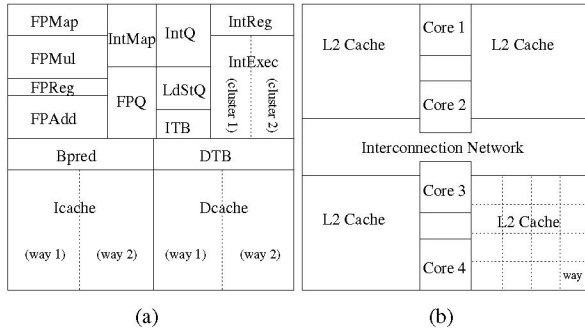 FPMap
IntMap
IntQ
IntReg
FPMul
IntExec
(cluster 1)
(cluster 2)
FPReg
FPQ
LdStQ
FPAdd
ITB
Bpred
DTB
Icache
Dcache
(way 1)
(way 2)
(way 1)
(way 2)
(a)
L2 Cache
Core 1
L2 Cache
Core 2
Interconnection Network
L2 Cache
Core 3
L2 Cache
Core 4
way
(b)